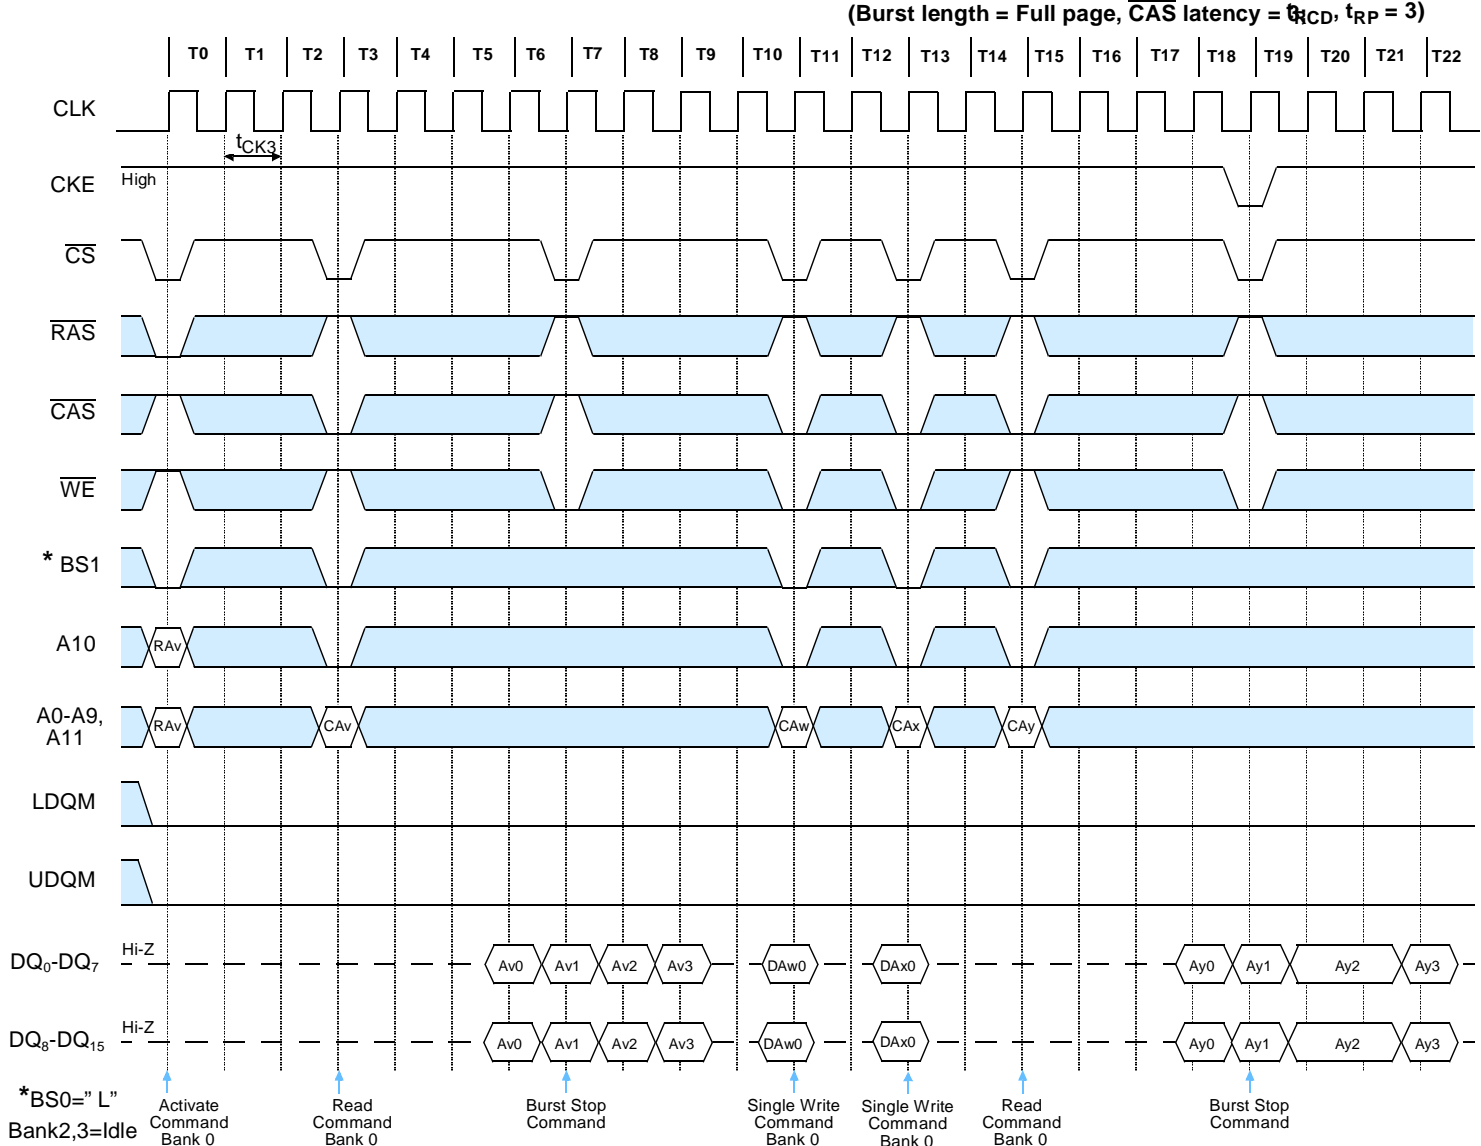 (Burst length = Full page, CAS latency = 3, tRCD, tRP = 3)
T0 T1 T2 T3 T4 T5 T6 T7 T8 T9 T10 T11 T12 T13 T14 T15 T16 T17 T18 T19 T20 T21 T22
CLK
tCK3
CKE High
CS
RAS
CAS
WE
* BS1
A10 RAv
A0-A9, A11 RAv CAv CAw CAx CAy
LDQM
UDQM
DQ0-DQ7 Hi-Z Av0 Av1 Av2 Av3 DAw0 DAx0 Ay0 Ay1 Ay2 Ay3
DQ8-DQ15 Hi-Z Av0 Av1 Av2 Av3 DAw0 DAx0 Ay0 Ay1 Ay2 Ay3
*BS0=" L"
Bank2,3=Idle
Activate
Command
Bank 0
Read
Command
Bank 0
Burst Stop
Command
Single Write
Command
Bank 0
Single Write
Command
Bank 0
Read
Command
Bank 0
Burst Stop
Command